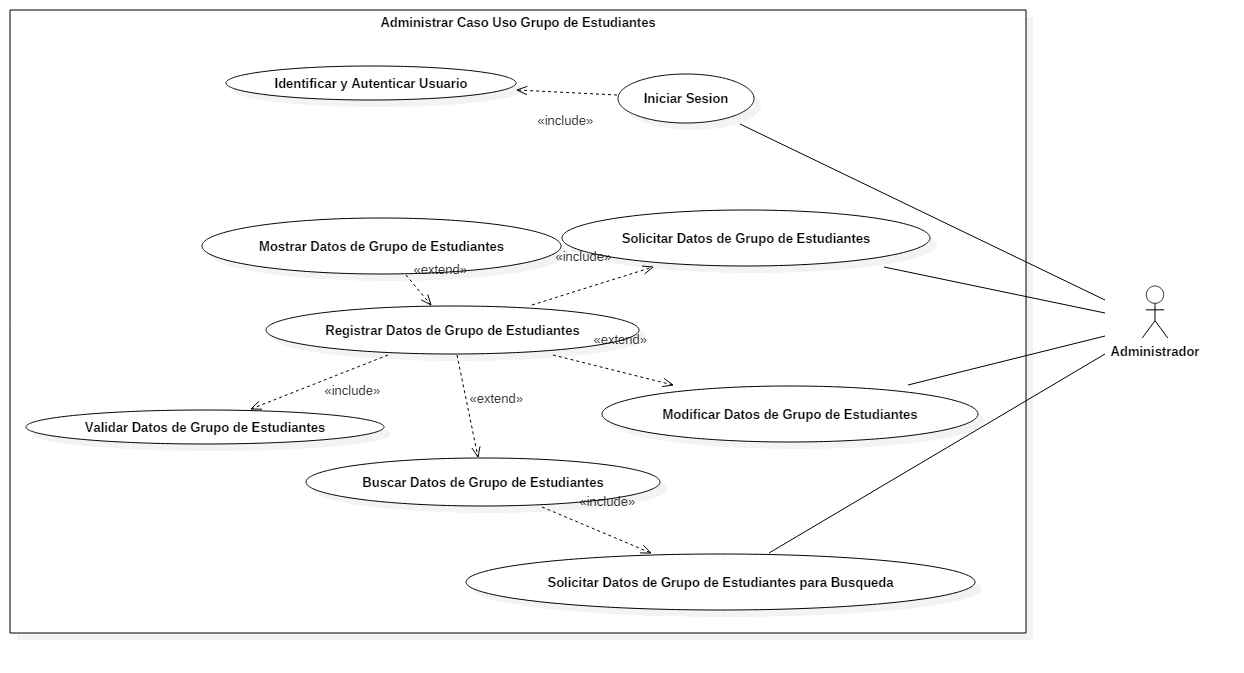 Administrar Caso Uso Grupo de Estudiantes
Identificar y Autenticar Usuario
Iniciar Sesion
«include»
Mostrar Datos de Grupo de Estudiantes
Solicitar Datos de Grupo de Estudiantes
«extend»
«include»
Registrar Datos de Grupo de Estudiantes
«extend»
Administrador
«include»
«extend»
Validar Datos de Grupo de Estudiantes
Modificar Datos de Grupo de Estudiantes
Buscar Datos de Grupo de Estudiantes
«include»
Solicitar Datos de Grupo de Estudiantes para Busqueda